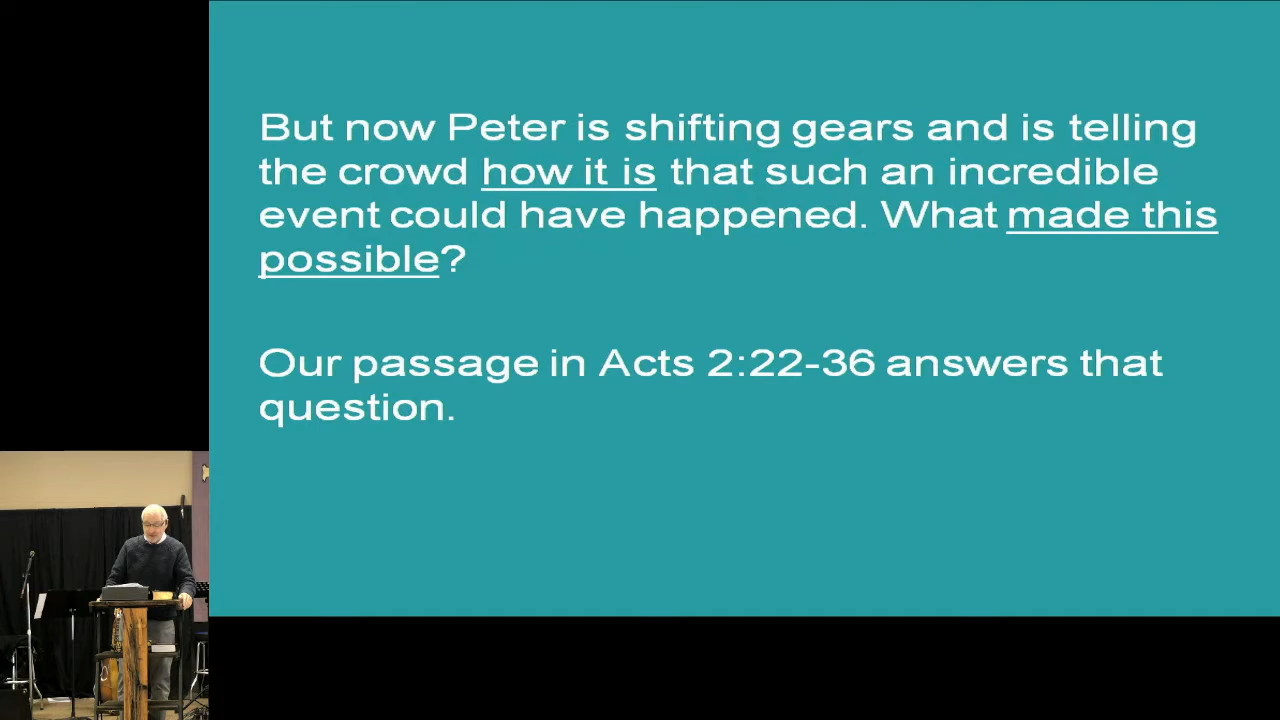 But now Peter is shifting gears and is telling
the crowd how it is that such an incredible
event could have happened. What made this
possible?
Our passage in Acts 2:22-36 answers that
question.